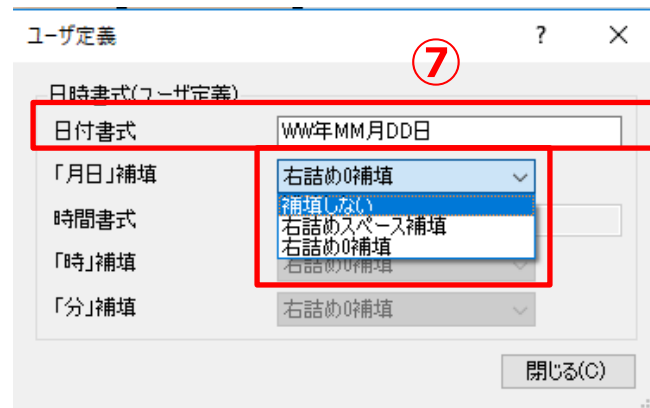 ユーザ定義 ? ×
⑦
日時書式(ユーザ定義)
日付書式 WW年MM月DD日
「月日」補填 右詰め0補填
補填しない
時間書式 右詰めスペース補填
右詰め0補填
「時」補填 右詰め0補填
「分」補填 右詰め0補填
閉じる(C)